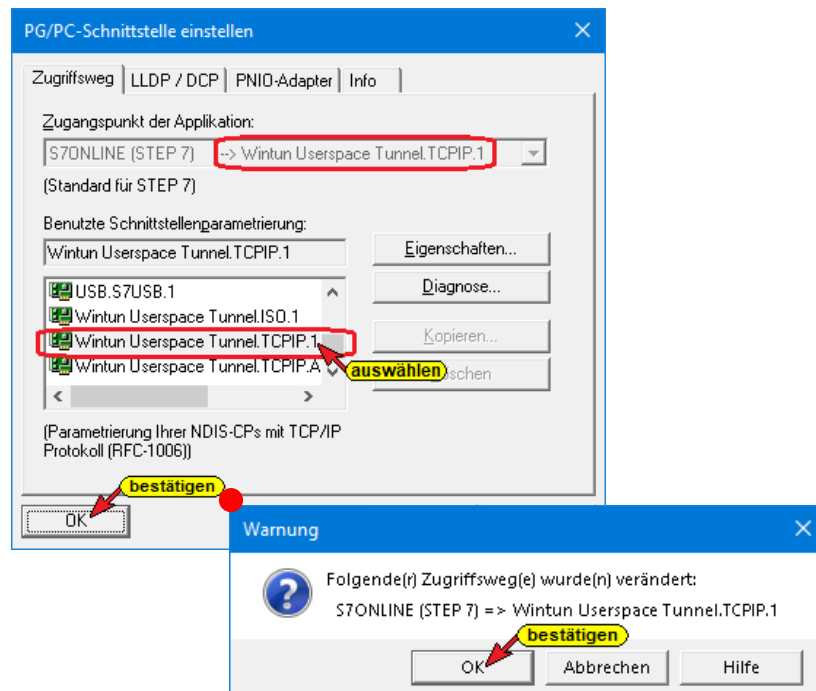 PG/PC-Schnittstelle einstellen
Zugriffsweg LLDP / DCP PNIO-Adapter Info
Zugangspunkt der Applikation:
S7ONLINE (STEP 7) --> Wintun Userspace Tunnel.TCPIP.1
(Standard für STEP 7)
Benutzte Schnittstellenparametrierung:
Wintun Userspace Tunnel.TCPIP.1
Eigenschaften...
USB.S7USB.1
Diagnose...
Wintun Userspace Tunnel.ISO.1
Wintun Userspace Tunnel.TCPIP.1
Kopieren...
Wintun Userspace Tunnel.TCPIP.A
auswählen
(Parametrierung Ihrer NDIS-CPs mit TCP/IP
Protokoll (RFC-1006))
bestätigen
OK
Warnung
Folgende(r) Zugriffsweg(e) wurde(n) verändert:
S7ONLINE (STEP 7) => Wintun Userspace Tunnel.TCPIP.1
bestätigen
OK Abbrechen Hilfe